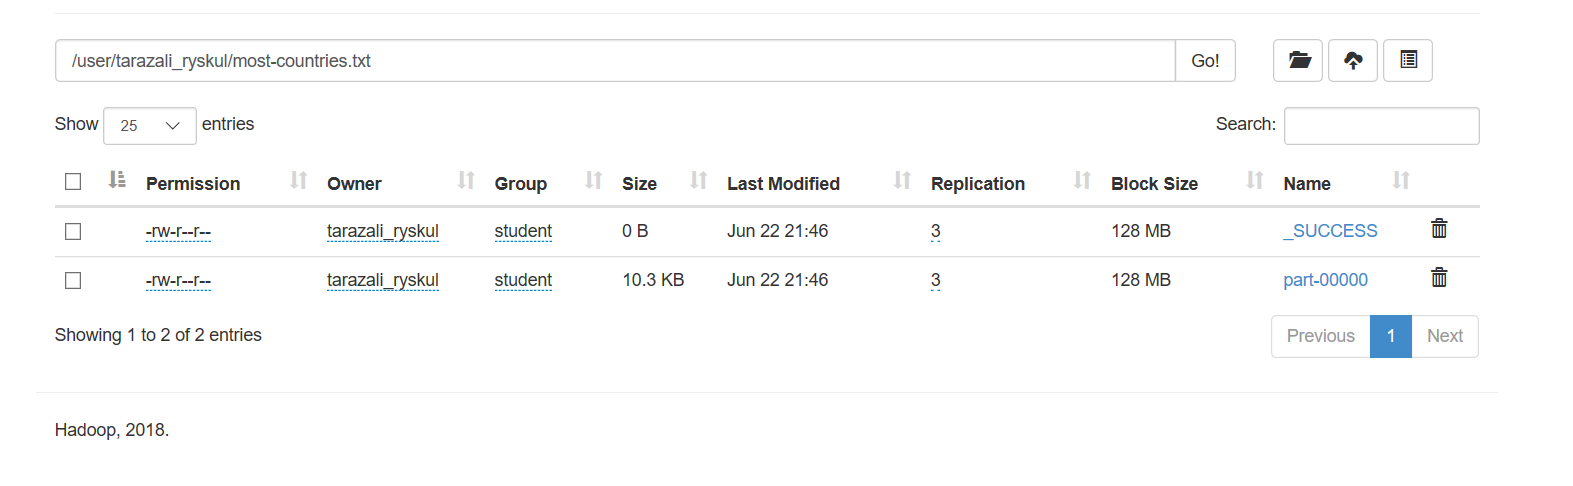 /user/tarazali_ryskul/most-countries.txt Go!
Show 25 entries Search:
Permission Owner Group Size Last Modified Replication Block Size Name
-rw-r--r-- tarazali_ryskul student 0 B Jun 22 21:46 3 128 MB _SUCCESS
-rw-r--r-- tarazali_ryskul student 10.3 KB Jun 22 21:46 3 128 MB part-00000
Showing 1 to 2 of 2 entries Previous 1 Next
Hadoop, 2018.